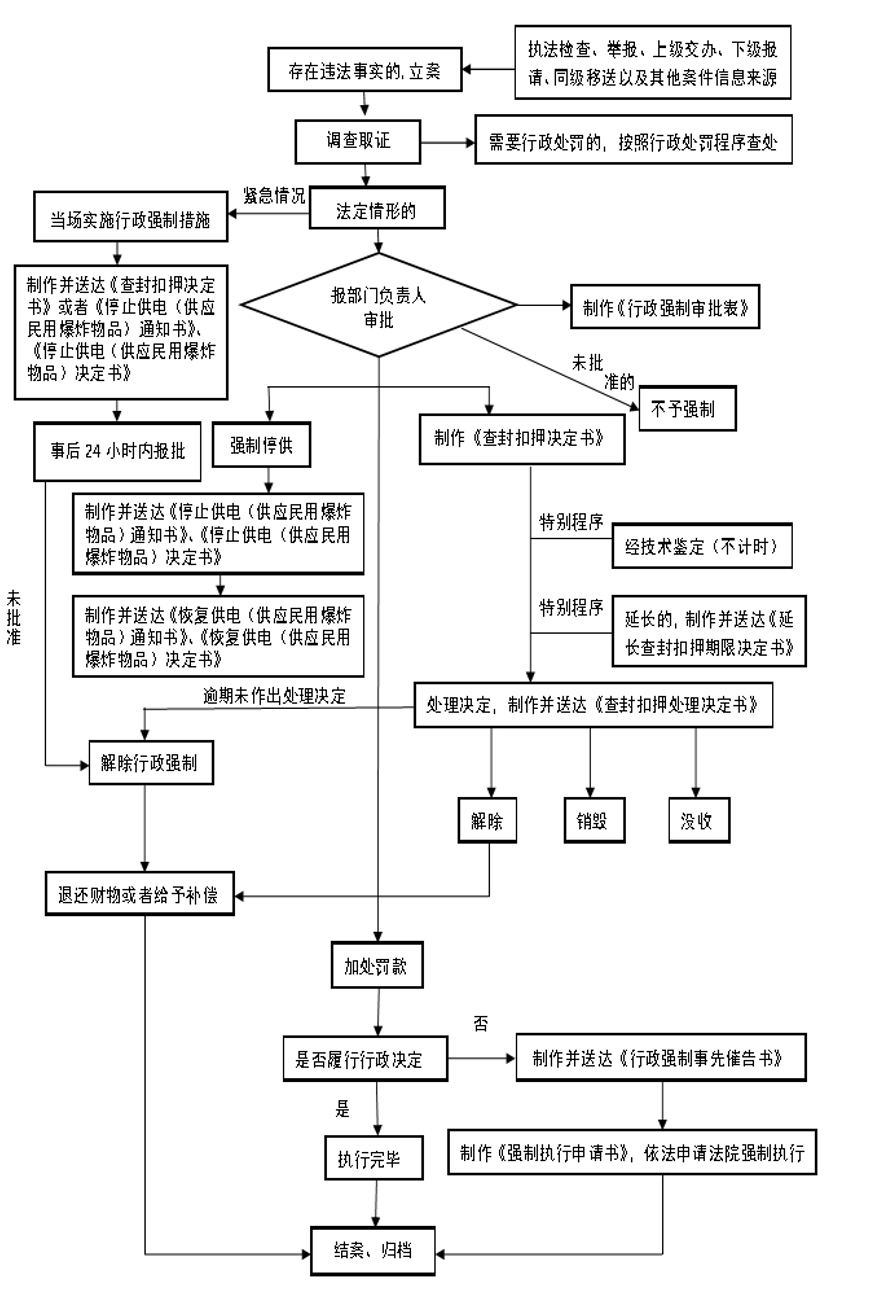 执法检查、举报、上级交办、下级报
请、同级移送以及其他案件信息来源
存在违法事实的,立案
调查取证
需要行政处罚的，按照行政处罚程序查处
紧急情况
法定情形的
当场实施行政强制措施
报部门负责人
审批
制作《行政强制审批表》
制作并送达《查封扣押决定
书》或者《停止供电（供应
民用爆炸物品）通知书》、
《停止供电（供应民用爆炸
物品）决定书》
未批
准的
不予强制
事后 24 小时内报批
强制停供
制作《查封扣押决定书》
制作并送达《停止供电（供应民用爆炸
物品）通知书》、《停止供电（供应民用
爆炸物品）决定书》
特别程序
经技术鉴定（不计时）
未
批
准
制作并送达《恢复供电（供应民用爆炸
物品）通知书》、《恢复供电（供应民用
爆炸物品）决定书》
特别程序
延长的，制作并送达《延
长查封扣押期限决定书》
逾期未作出处理决定
处理决定，制作并送达《查封扣押处理决定书》
解除行政强制
解除
销毁
没收
退还财物或者给予补偿
加处罚款
否
是否履行行政决定
制作并送达《行政强制事先催告书》
是
执行完毕
制作《强制执行申请书》，依法申请法院强制执行
结案、归档